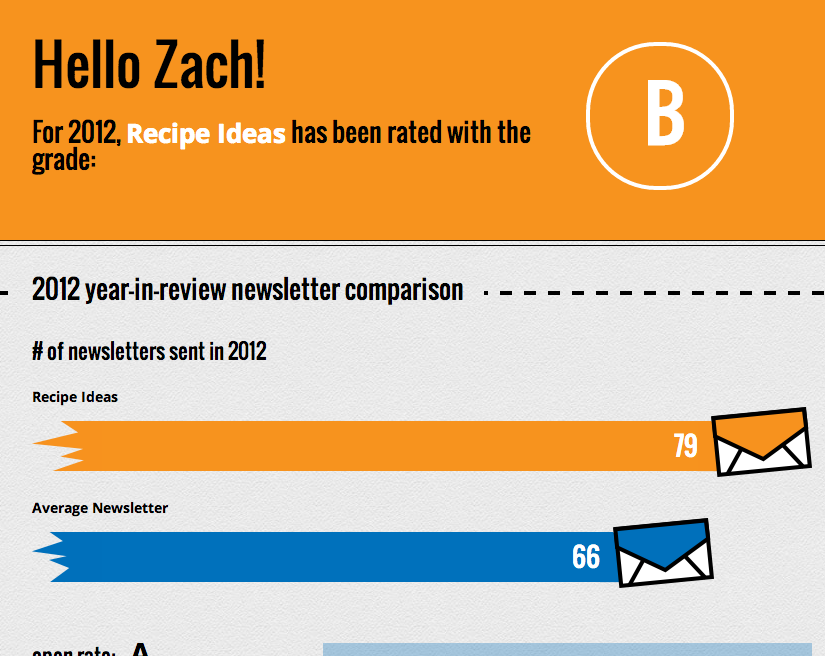 Hello Zach!
B
For 2012, Recipe Ideas has been rated with the
grade:
2012 year-in-review newsletter comparison
# of newsletters sent in 2012
Recipe Ideas
79
Average Newsletter
66
open rate: A